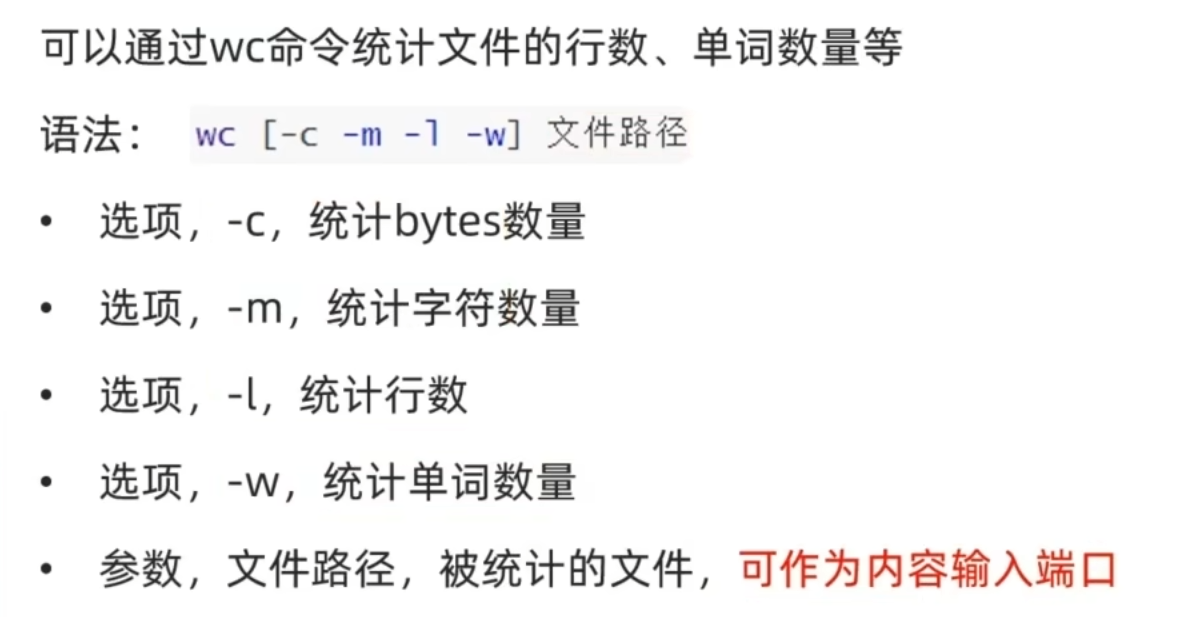 可以通过wc命令统计文件的行数、单词数量等
语法： wc [-c -m -l -w] 文件路径
• 选项，-c，统计bytes数量
• 选项，-m，统计字符数量
• 选项，-l，统计行数
• 选项，-w，统计单词数量
• 参数，文件路径，被统计的文件，可作为内容输入端口